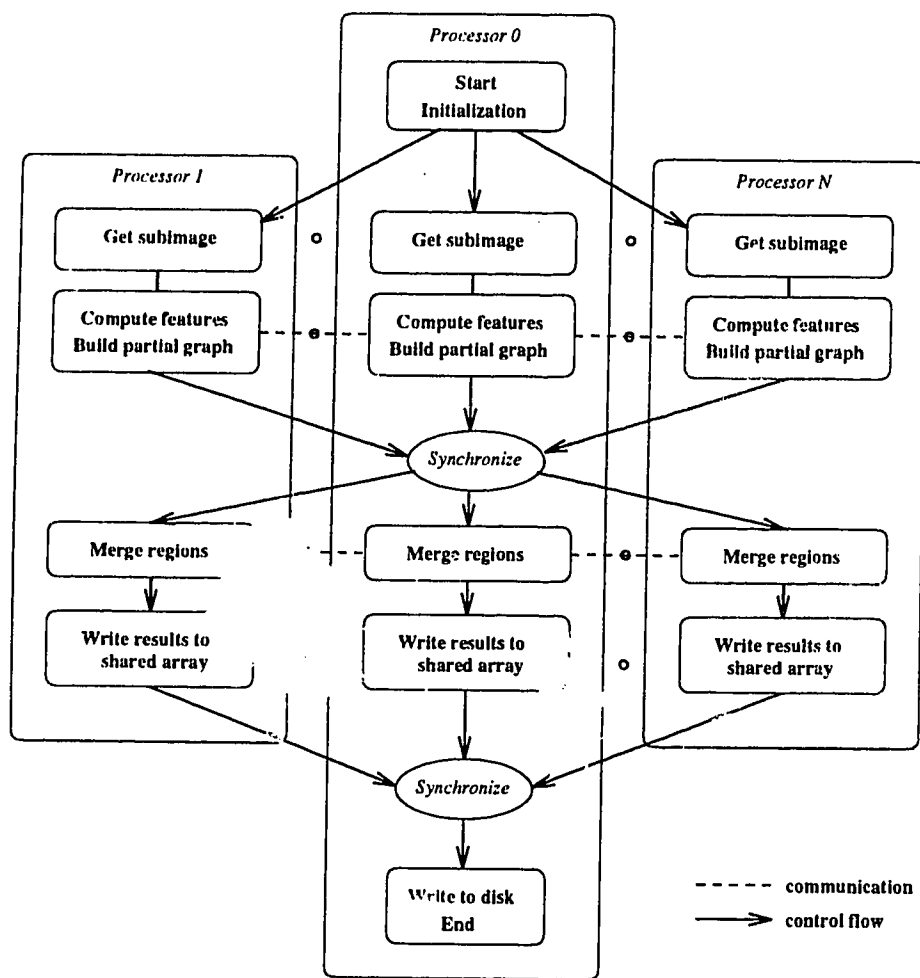 Processor 0
Start
Initialization
Processor 1
Processor N
Get subimage
Get subimage
Get subimage
Compute features
Build partial graph
Compute features
Build partial graph
Compute features
Build partial graph
Synchronize
Merge regions
Merge regions
Merge regions
Write results to
shared array
Write results to
shared array
Write results to
shared array
Synchronize
Write to disk
End
communication
control flow